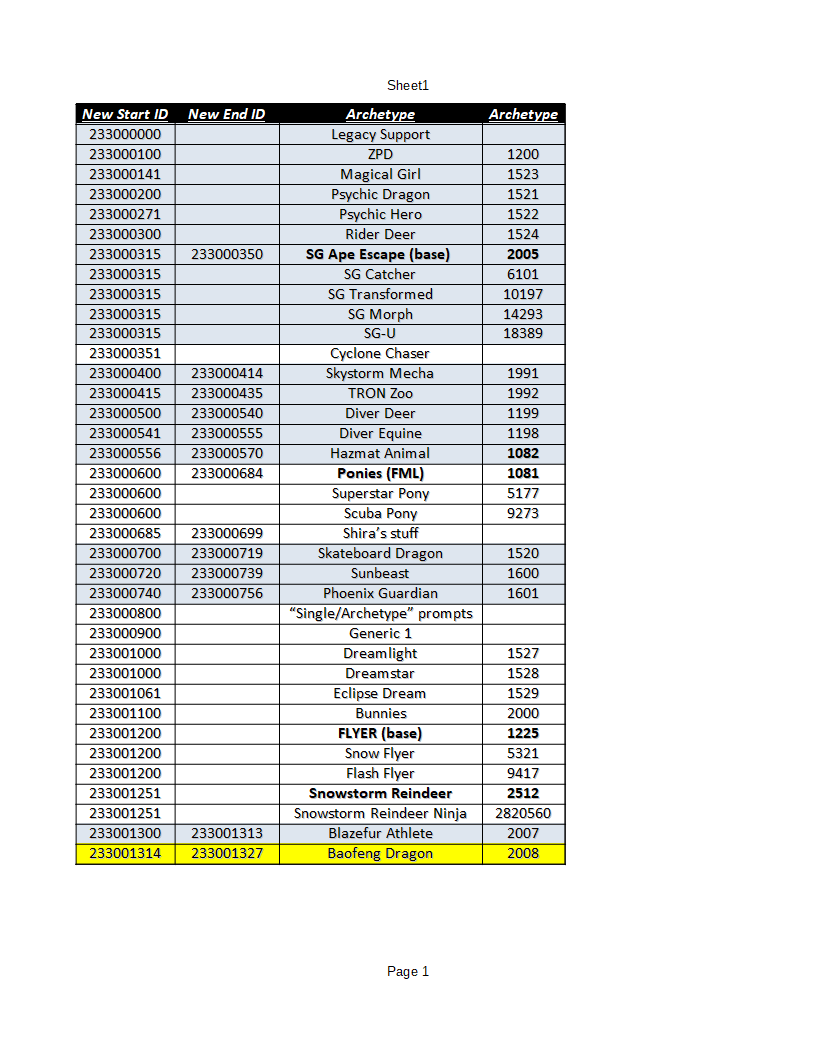 Sheet1
New Start ID New End ID Archetype Archetype
233000000 Legacy Support
233000100 ZPD 1200
233000141 Magical Girl 1523
233000200 Psychic Dragon 1521
233000271 Psychic Hero 1522
233000300 Rider Deer 1524
233000315 233000350 SG Ape Escape (base) 2005
233000315 SG Catcher 6101
233000315 SG Transformed 10197
233000315 SG Morph 14293
233000315 SG-U 18389
233000351 Cyclone Chaser
233000400 233000414 Skystorm Mecha 1991
233000415 233000435 TRON Zoo 1992
233000500 233000540 Diver Deer 1199
233000541 233000555 Diver Equine 1198
233000556 233000570 Hazmat Animal 1082
233000600 233000684 Ponies (FML) 1081
233000600 Superstar Pony 5177
233000600 Scuba Pony 9273
233000685 233000699 Shira’s stuff
233000700 233000719 Skateboard Dragon 1520
233000720 233000739 Sunbeast 1600
233000740 233000756 Phoenix Guardian 1601
233000800 “Single/Archetype” prompts
233000900 Generic 1
233001000 Dreamlight 1527
233001000 Dreamstar 1528
233001061 Eclipse Dream 1529
233001100 Bunnies 2000
233001200 FLYER (base) 1225
233001200 Snow Flyer 5321
233001200 Flash Flyer 9417
233001251 Snowstorm Reindeer 2512
233001251 Snowstorm Reindeer Ninja 2820560
233001300 233001313 Blazefur Athlete 2007
233001314 233001327 Baofeng Dragon 2008
Page 1